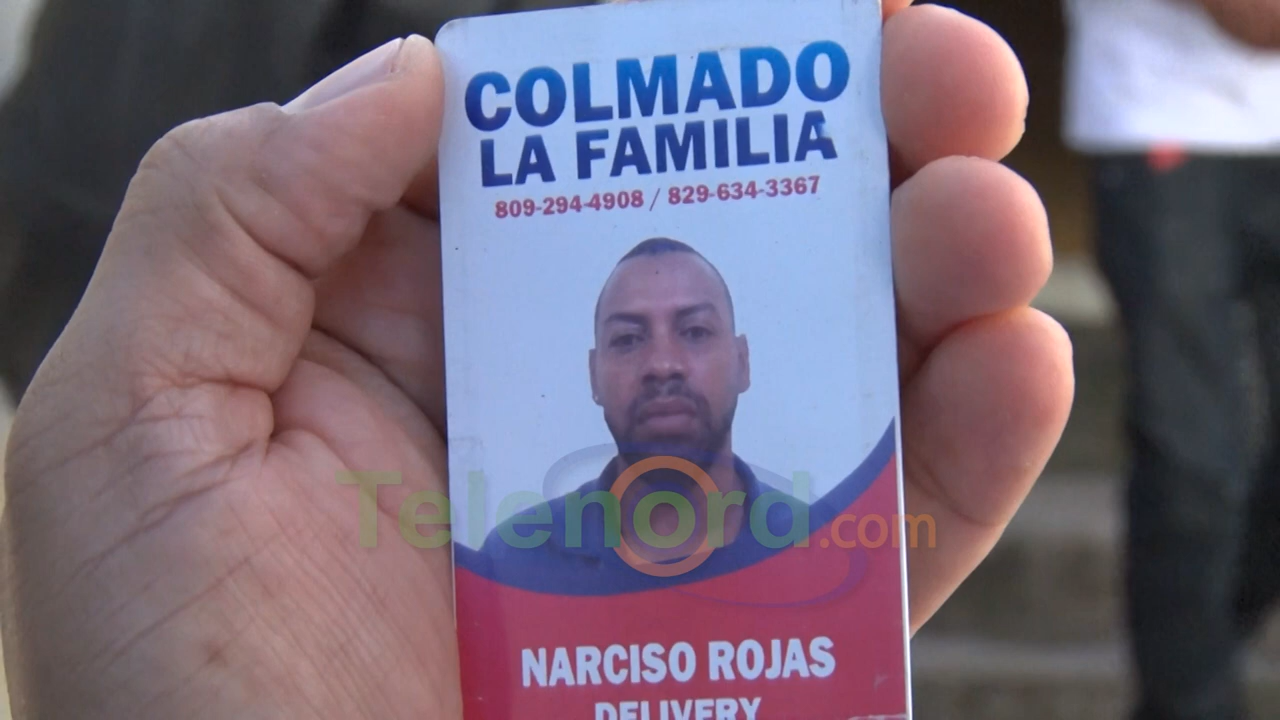 COLMADO
LA FAMILIA
809-294-4908 / 829-634-3367
Telenord.com
NARCISO ROJAS
DELIVERY